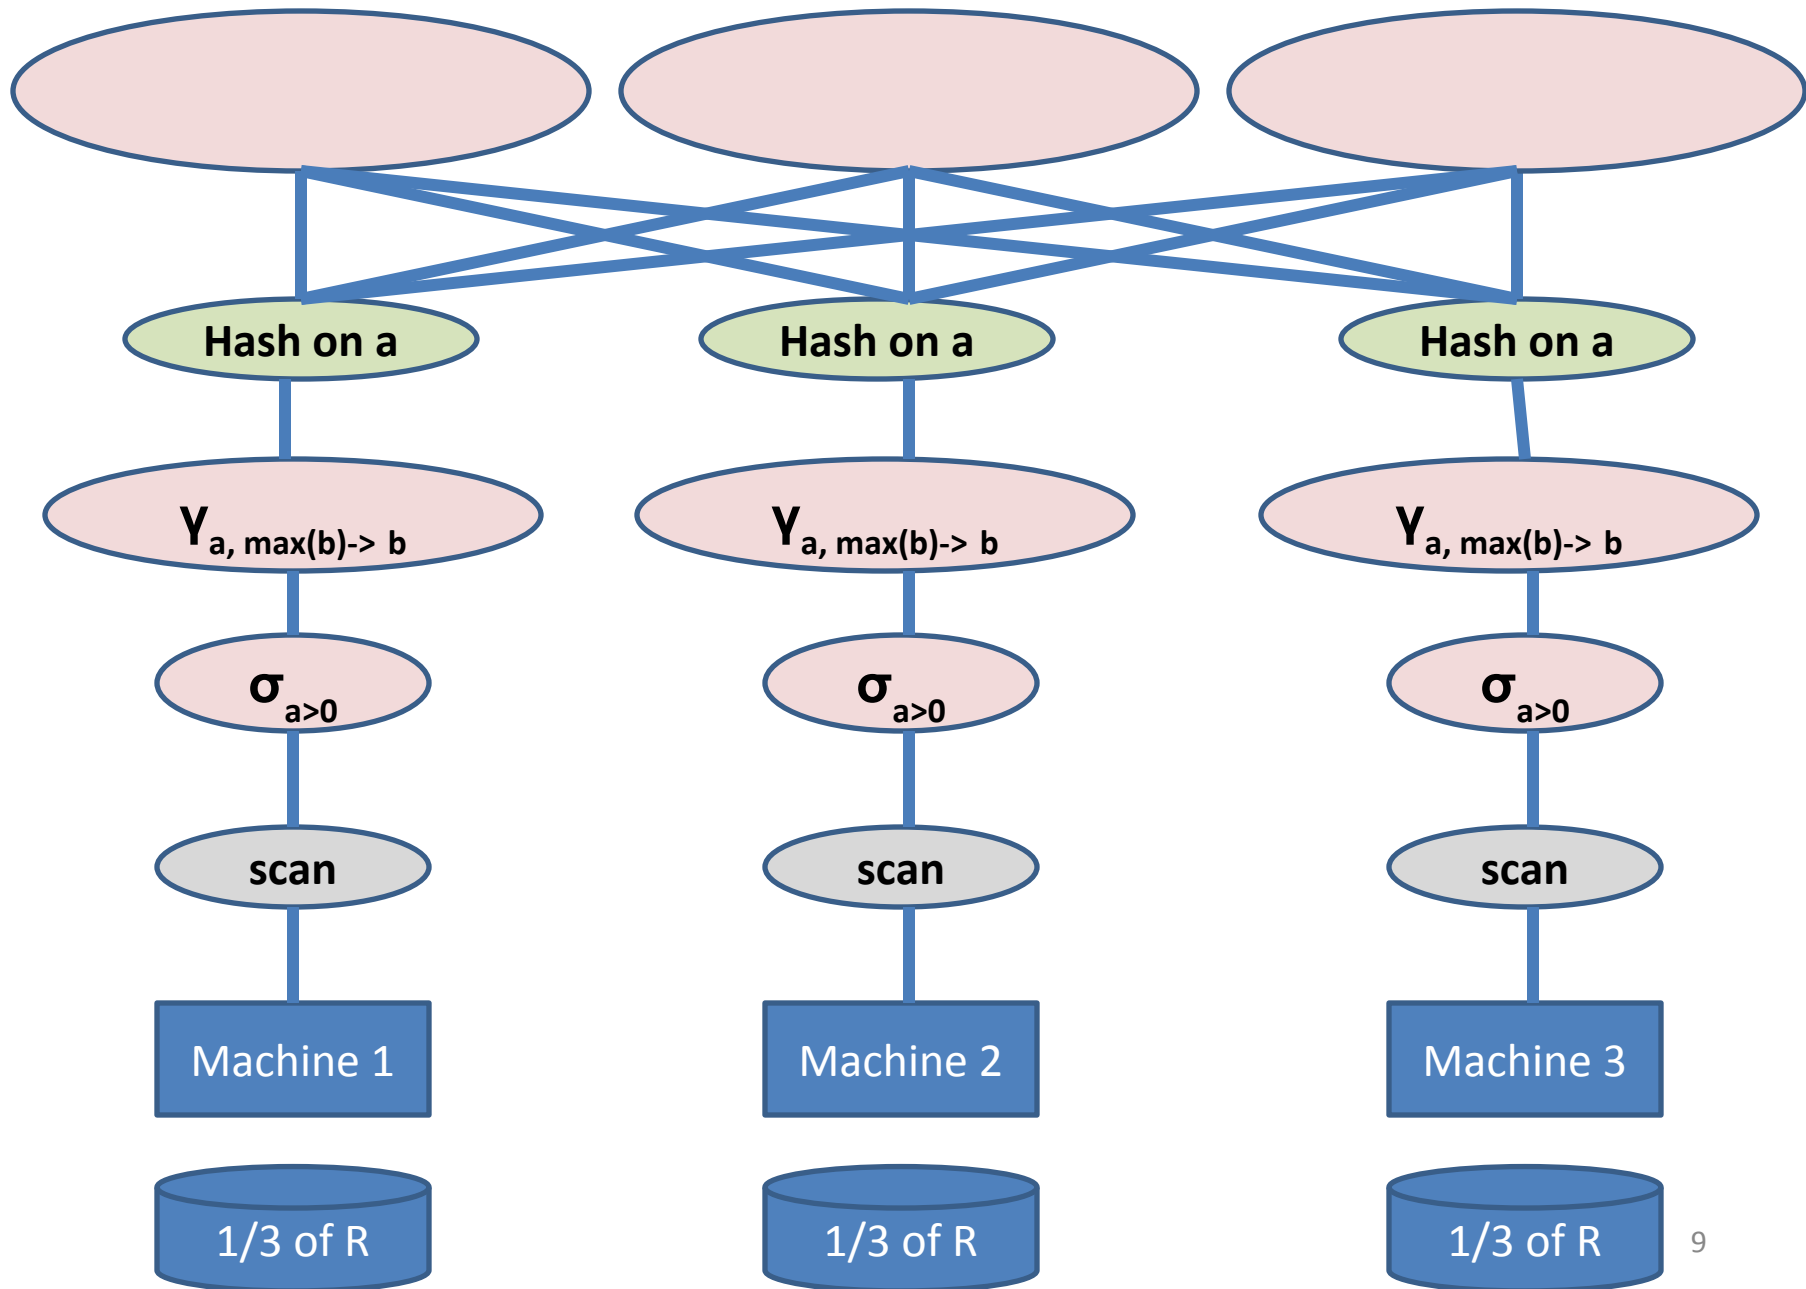 Hash on a Hash on a Hash on a
γa, max(b)-> b γa, max(b)-> b γa, max(b)-> b
σa>0 σa>0 σa>0
scan scan scan
Machine 1 Machine 2 Machine 3
1/3 of R 1/3 of R 1/3 of R 9